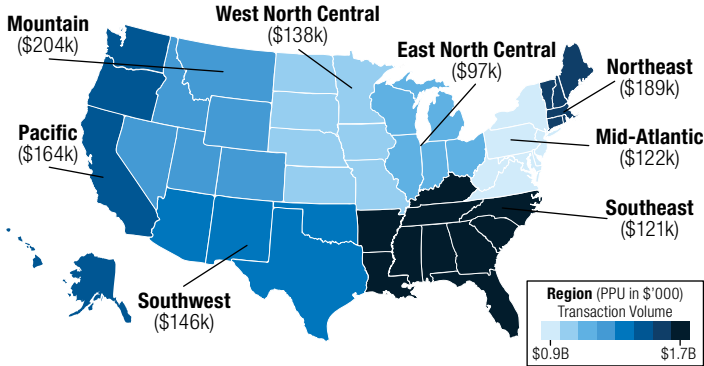 Mountain
($204k)
West North Central
($138k)
East North Central
($97k)
Northeast
($189k)
Pacific
($164k)
Mid-Atlantic
($122k)
Southeast
($121k)
Southwest
($146k)
Region (PPU in $'000)
Transaction Volume
$0.9B $1.7B